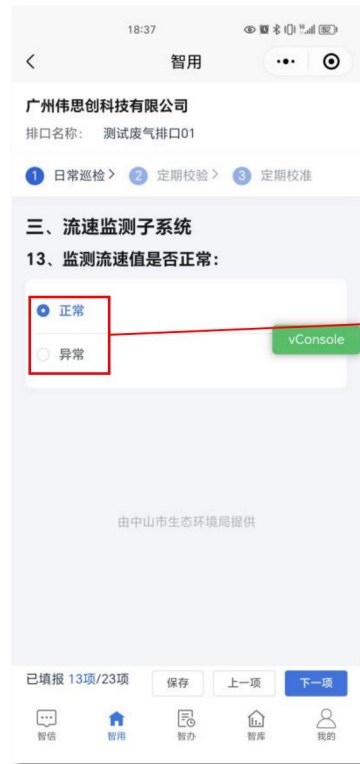 18:37
智用
广州伟思创科技有限公司
排口名称： 测试废气排口01
1 日常巡检 > 2 定期校验 > 3 定期校准
三、流速监测子系统
13、监测流速值是否正常：
正常
异常
vConsole
由中山市生态环境局提供
已填报 13项/23项 保存 上一项 下一项
智信 智用 智办 智库 我的